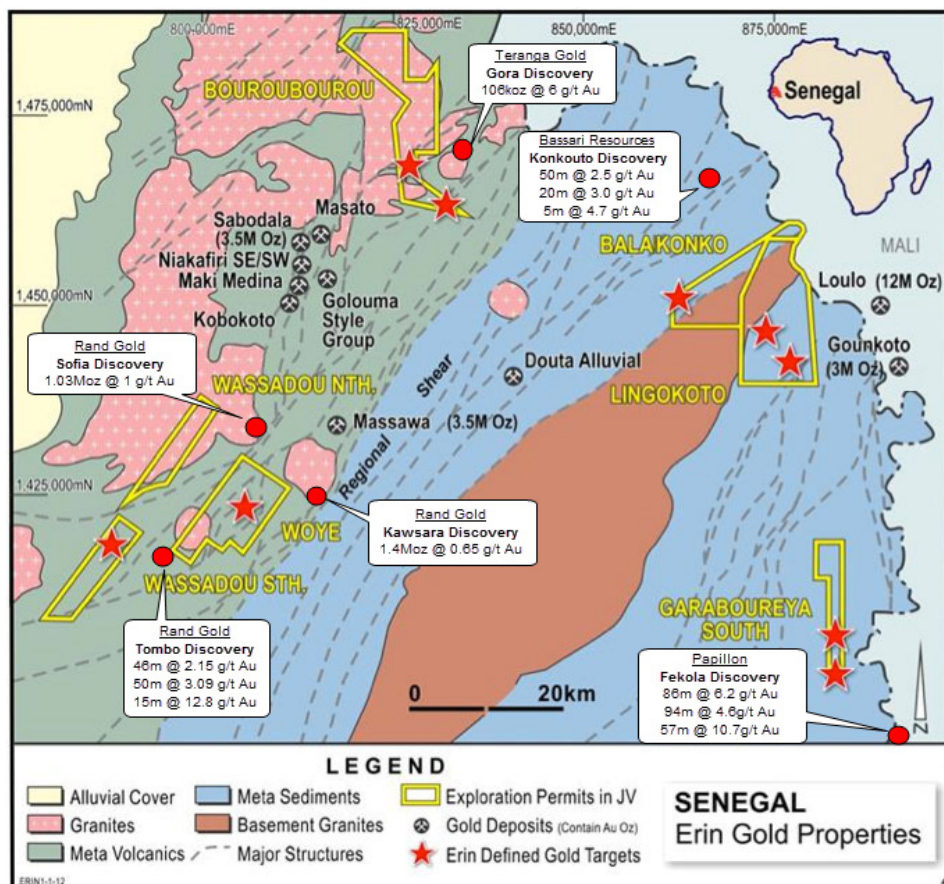 800,000mE
825,000mE
850,000mE
875,000mE
1,475,000mN
1,450,000mN
1,425,000mN
BOUROUBOUROU
Teranga Gold
Gora Discovery
106koz @ 6 g/t Au
Bassari Resources
Konkouto Discovery
50m @ 2.5 g/t Au
20m @ 3.0 g/t Au
5m @ 4.7 g/t Au
Senegal
MALI
Masato
Sabodala
(3.5M Oz)
Niakafiri SE/SW
Maki Medina
Kobokoto
Golouma
Style
Group
BALAKONKO
Loulo (12M Oz)
Gounkoto
(3M Oz)
LINGOKOTO
Douta Alluvial
Rand Gold
Sofia Discovery
1.03Moz @ 1 g/t Au
WASSADOU NTH.
Massawa (3.5M Oz)
Regional Shear
WOYE
Rand Gold
Kawsara Discovery
1.4Moz @ 0.65 g/t Au
WASSADOU STH.
Rand Gold
Tombo Discovery
46m @ 2.15 g/t Au
50m @ 3.09 g/t Au
15m @ 12.8 g/t Au
GARABOUREYA
SOUTH
Papillon
Fekola Discovery
86m @ 6.2 g/t Au
94m @ 4.6g/t Au
57m @ 10.7g/t Au
0 20km
N
LEGEND
Alluvial Cover
Granites
Meta Volcanics
Meta Sediments
Basement Granites
Major Structures
Exploration Permits in JV
Gold Deposits (Contain Au Oz)
Erin Defined Gold Targets
SENEGAL
Erin Gold Properties
ERIN1-1-12